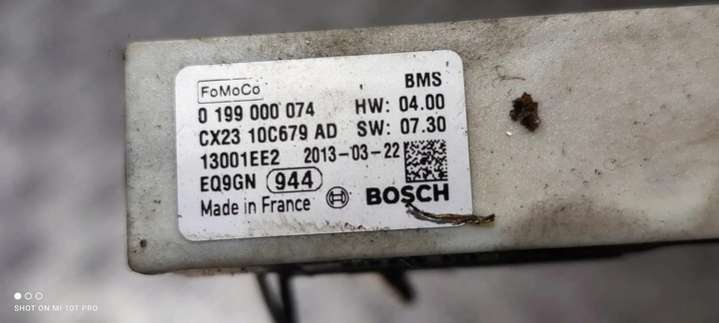 FoMoCo BMS
0 199 000 074 HW: 04.00
CX23 10C679 AD SW: 07.30
13001EE2 2013-03-22
EQ9GN 944
Made in France BOSCH
SHOT ON MI 10T PRO